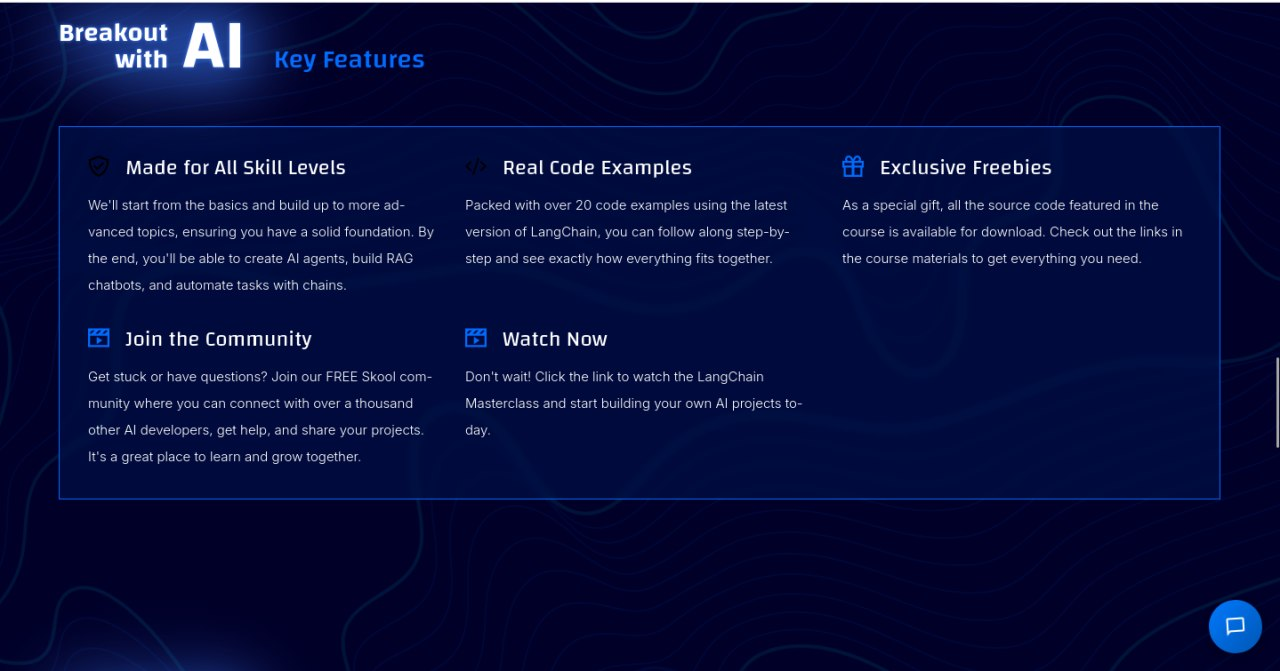 Breakout
with AI
Key Features
Made for All Skill Levels
We'll start from the basics and build up to more ad-
vanced topics, ensuring you have a solid foundation. By
the end, you'll be able to create AI agents, build RAG
chatbots, and automate tasks with chains.
Real Code Examples
Packed with over 20 code examples using the latest
version of LangChain, you can follow along step-by-
step and see exactly how everything fits together.
Exclusive Freebies
As a special gift, all the source code featured in the
course is available for download. Check out the links in
the course materials to get everything you need.
Join the Community
Get stuck or have questions? Join our FREE Skool com-
munity where you can connect with over a thousand
other AI developers, get help, and share your projects.
It's a great place to learn and grow together.
Watch Now
Don't wait! Click the link to watch the LangChain
Masterclass and start building your own AI projects to-
day.